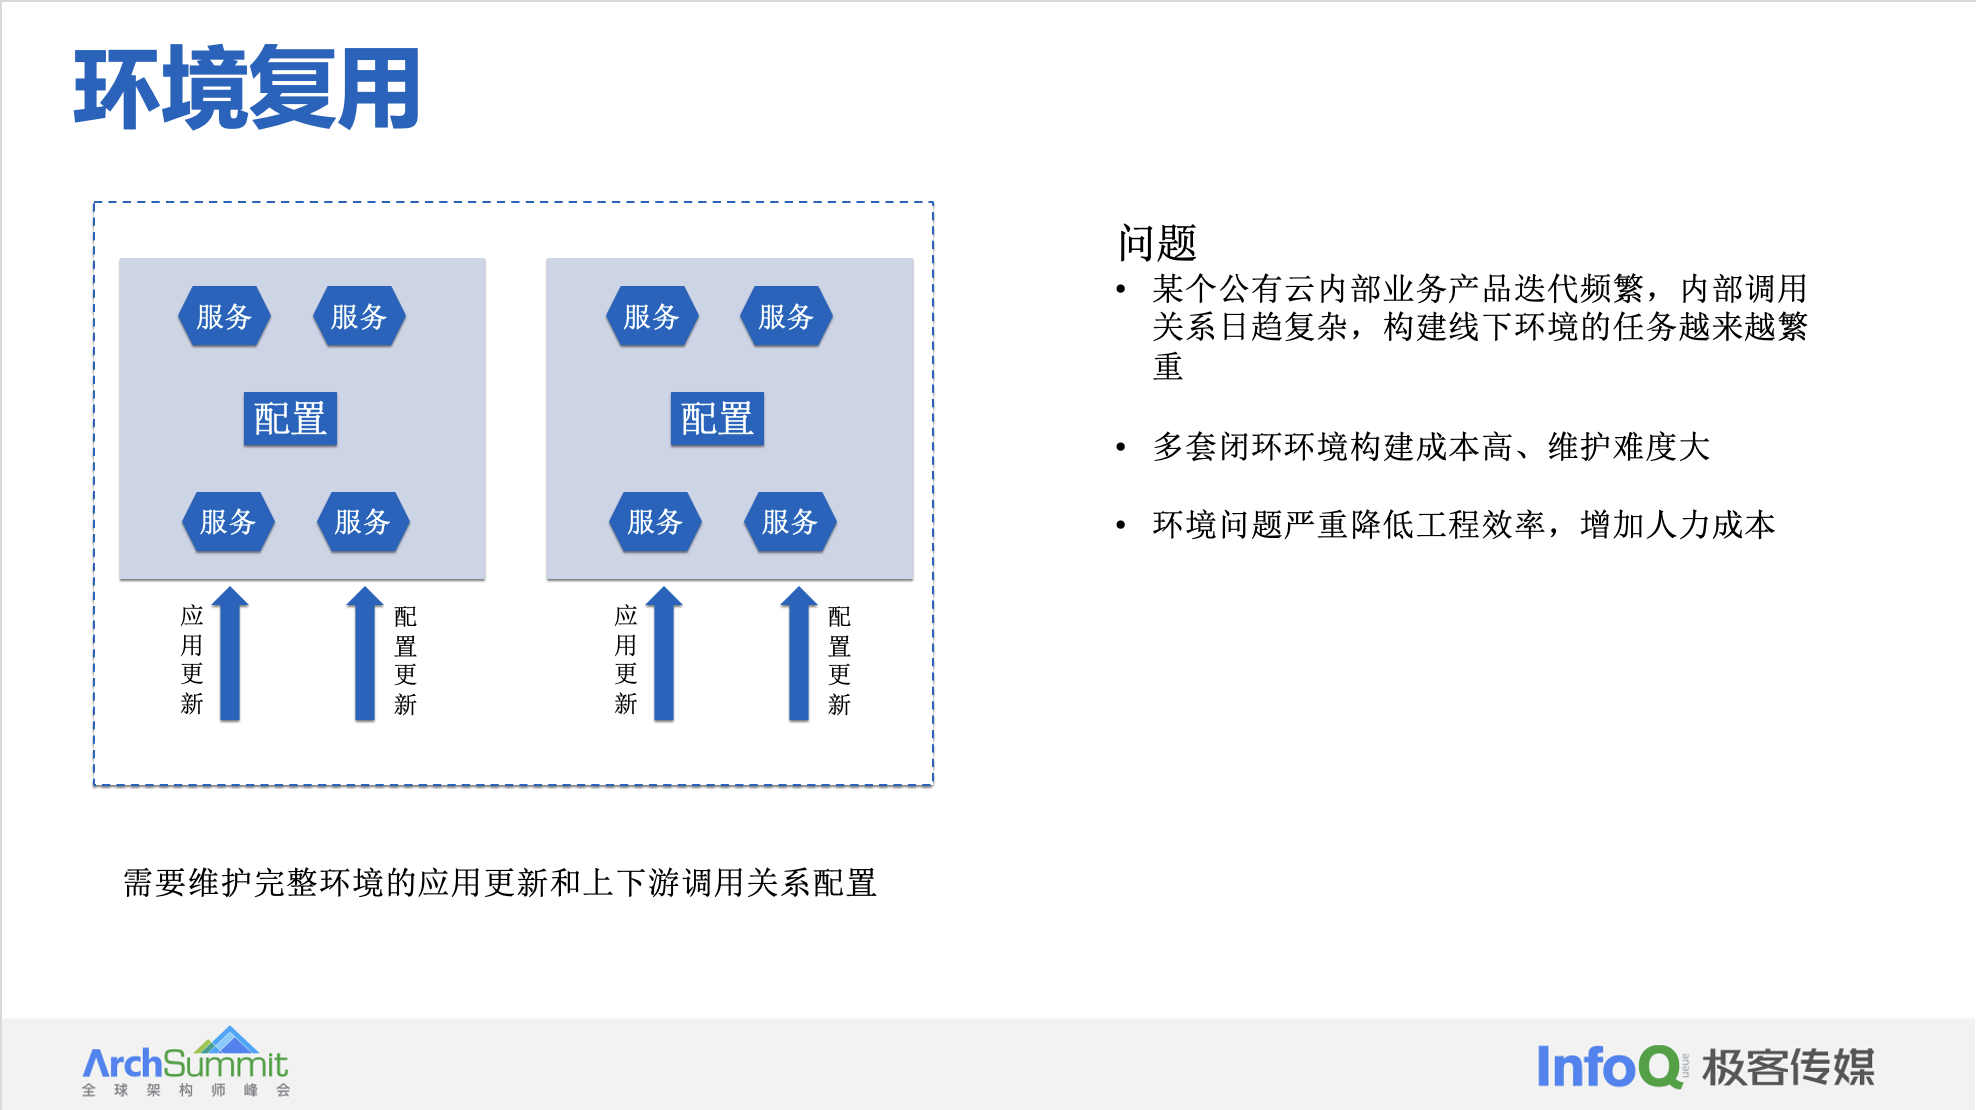 环境复用
服务 服务
配置
服务 服务
应用更新
配置更新
服务 服务
配置
服务 服务
应用更新
配置更新
需要维护完整环境的应用更新和上下游调用关系配置
问题
• 某个公有云内部业务产品迭代频繁，内部调用
关系日趋复杂，构建线下环境的任务越来越繁
重
• 多套闭环环境构建成本高、维护难度大
• 环境问题严重降低工程效率，增加人力成本
ArchSummit
全球架构师峰会
InfoQ ueue 极客传媒